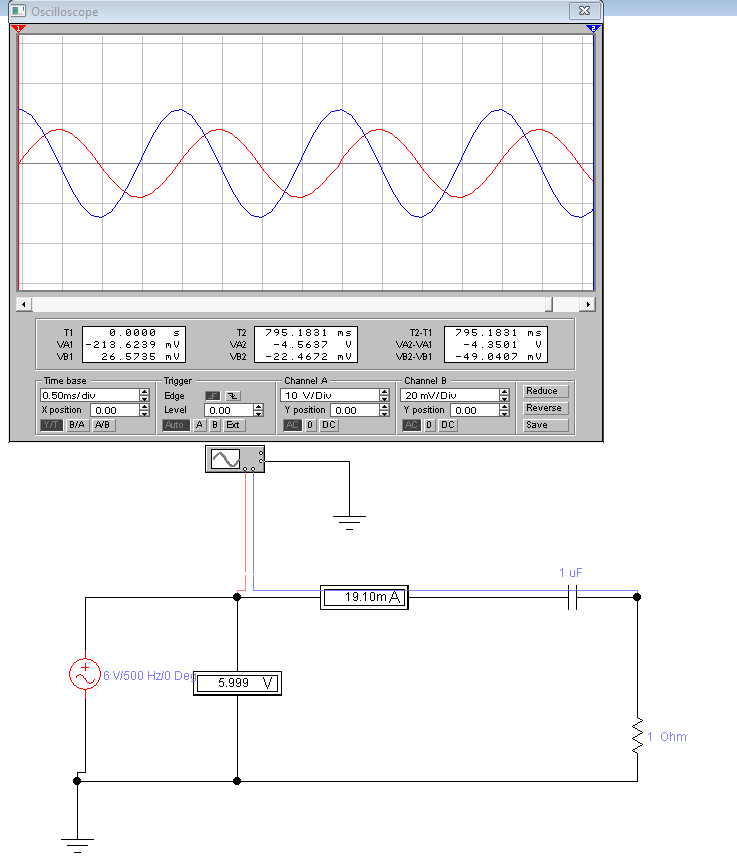 Oscilloscope
1
2
T1 0.0000 s T2 795.1831 ms T2-T1 795.1831 ms
VA1 -213.6239 mV VA2 -4.5637 V VA2-VA1 -4.3501 V
VB1 26.5735 mV VB2 -22.4672 mV VB2-VB1 -49.0407 mV
Time base Trigger Channel A Channel B
0.50ms/div Edge 10 V/Div 20 mV/Div Reduce
X position 0.00 Level 0.00 Y position 0.00 Y position 0.00 Reverse
Y/T B/A A/B Auto A B Ext AC 0 DC AC 0 DC Save
1 uF
19.10m A
6 V/500 Hz/0 Deg
5.999 V
1 Ohm